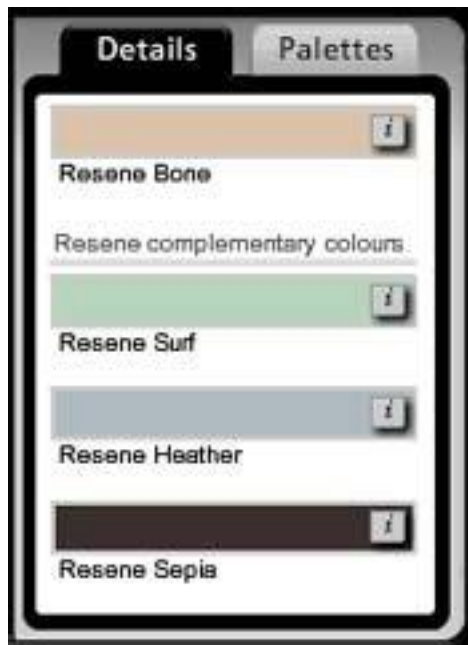 Details Palettes
i
Resene Bone
Resene complementary colours
i
Resene Surf
i
Resene Heather
i
Resene Sepia